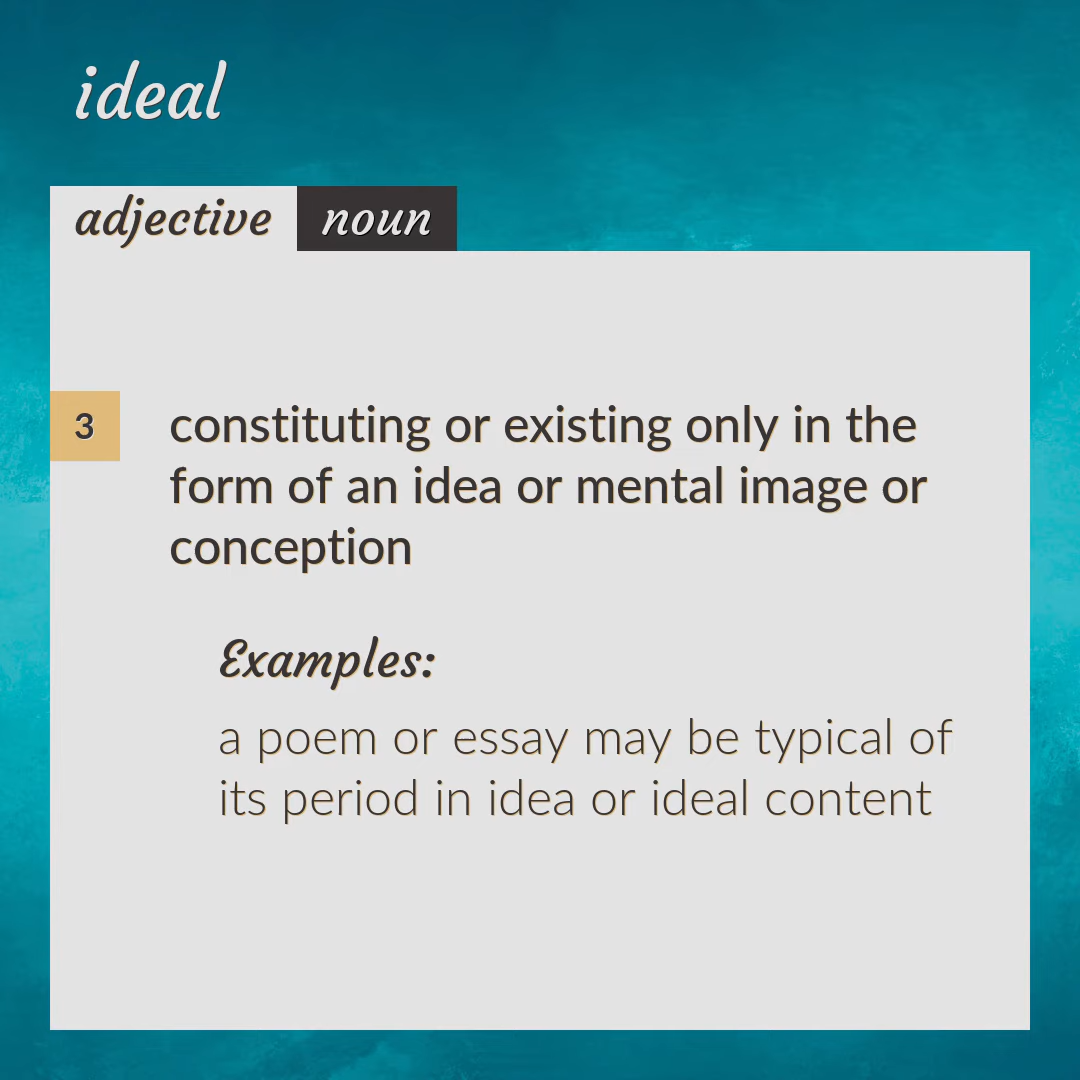 ideal
adjective noun
3 constituting or existing only in the
form of an idea or mental image or
conception
Examples:
a poem or essay may be typical of
its period in idea or ideal content